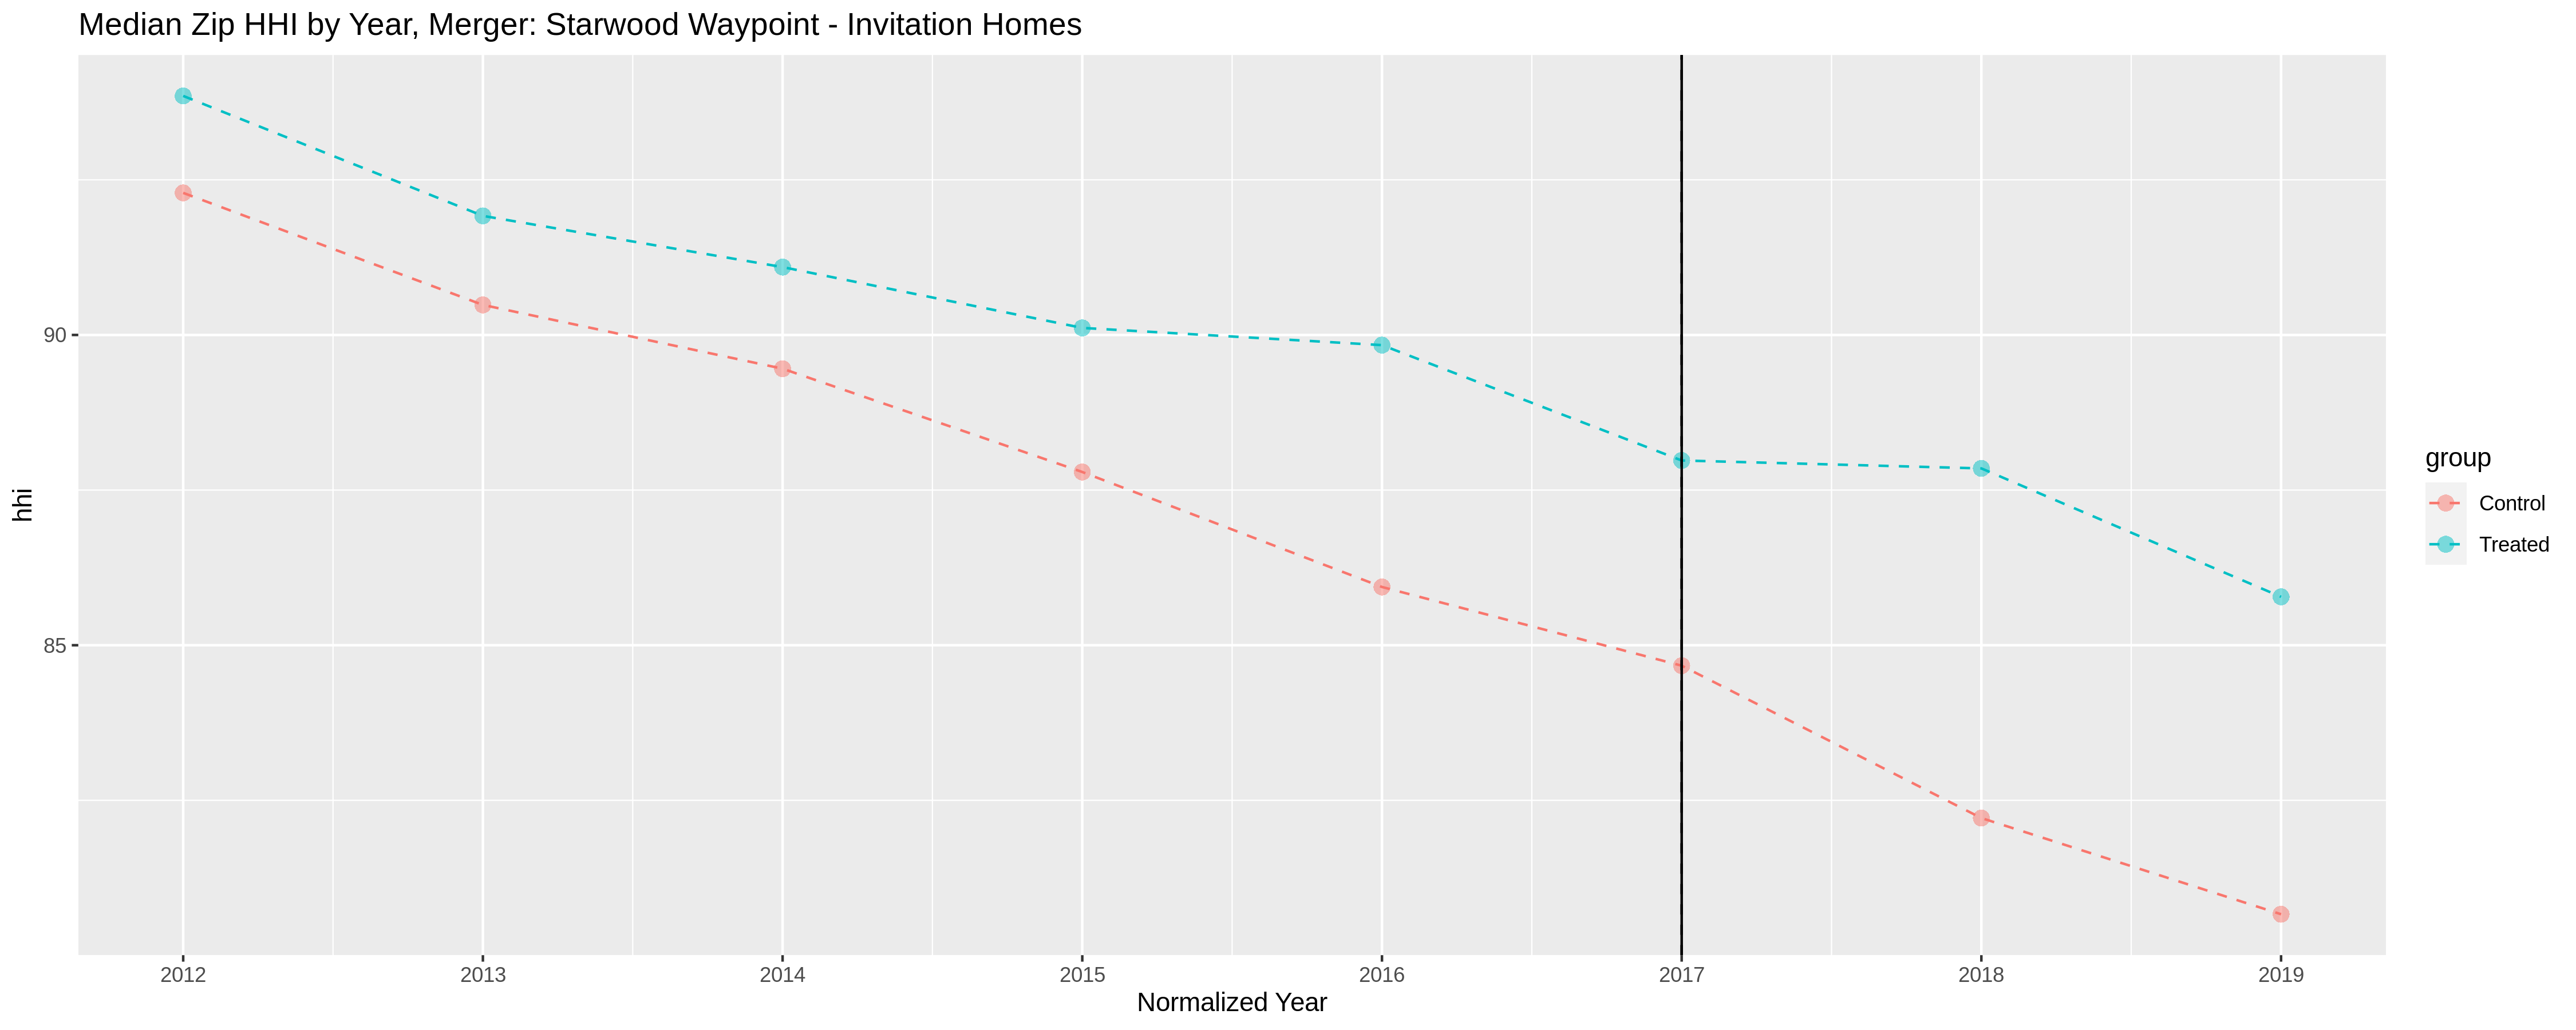 Median Zip HHI by Year, Merger: Starwood Waypoint - Invitation Homes
hhi
90
85
2012 2013 2014 2015 2016 2017 2018 2019
Normalized Year
group
Control
Treated